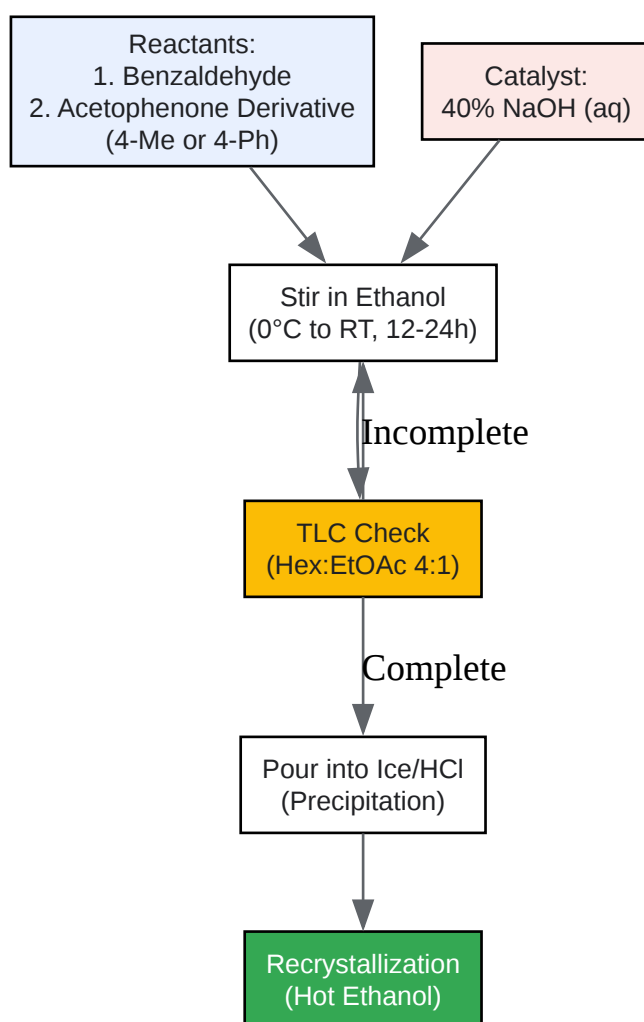 Reactants:
1. Benzaldehyde
2. Acetophenone Derivative
(4-Me or 4-Ph)
Catalyst:
40% NaOH (aq)
Stir in Ethanol
(0°C to RT, 12-24h)
Incomplete
TLC Check
(Hex:EtOAc 4:1)
Complete
Pour into Ice/HCl
(Precipitation)
Recrystallization
(Hot Ethanol)